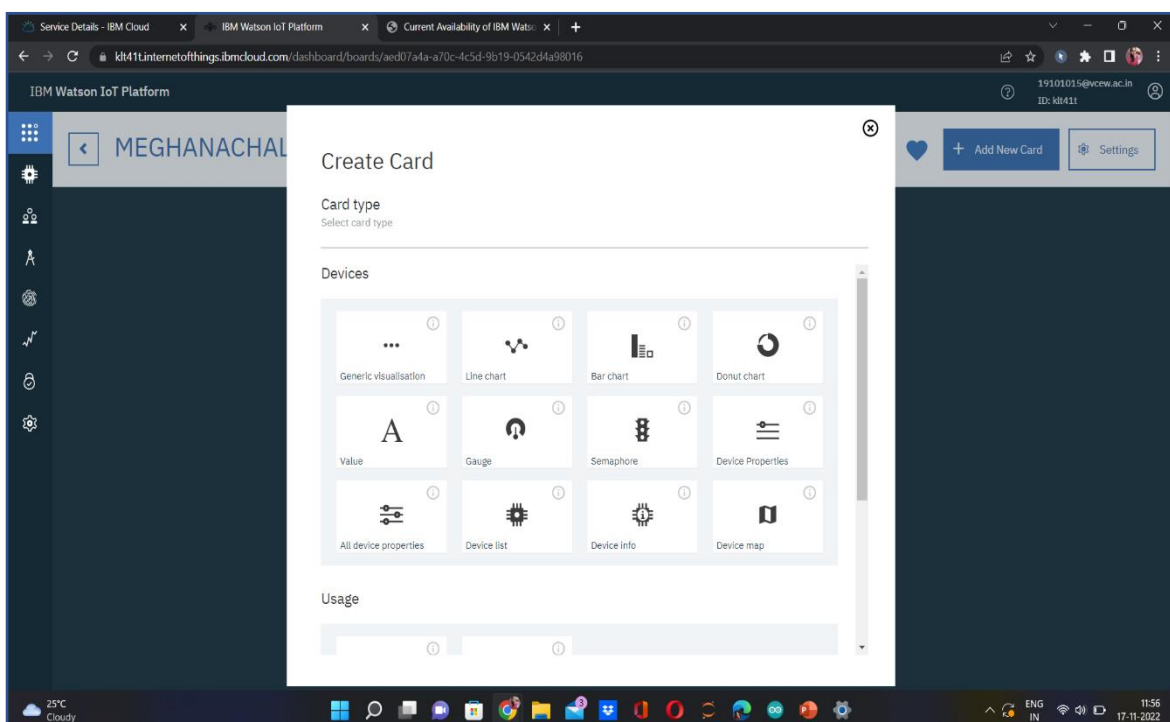 Service Details - IBM Cloud
IBM Watson IoT Platform
Current Availability of IBM Watso
klt41t.internetofthings.ibmcloud.com/dashboard/boards/aed07a4a-a70c-4c5d-9b19-0542d4a98016
IBM Watson IoT Platform
19101015@vcew.ac.in
ID: klt41t
MEGHANACHAL
Add New Card
Settings
Create Card
Card type
Select card type
Devices
Generic visualisation
Line chart
Bar chart
Donut chart
A
Value
Gauge
Semaphore
Device Properties
All device properties
Device list
Device info
Device map
Usage
25°C
Cloudy
3
ENG
IN
11:56
17-11-2022